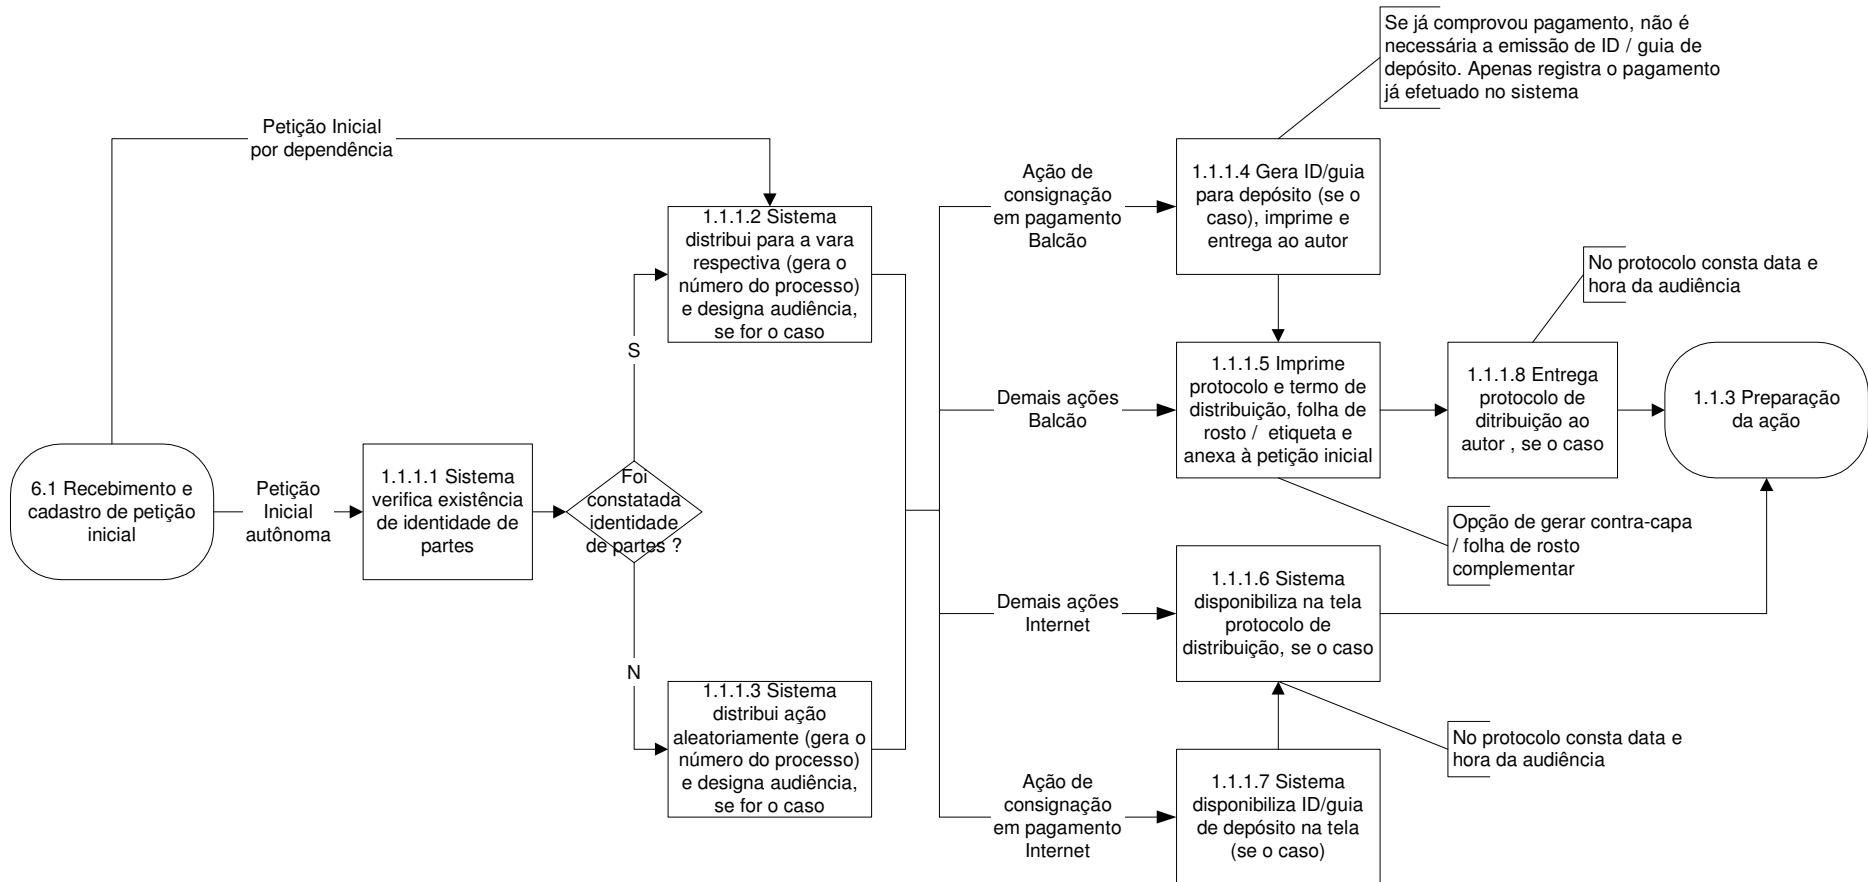 Se já comprovou pagamento, não é
necessária a emissão de ID / guia de
depósito. Apenas registra o pagamento
já efetuado no sistema
Petição Inicial
por dependência
1.1.1.2 Sistema
distribui para a vara
respectiva (gera o
número do processo)
e designa audiência,
se for o caso
Ação de
consignação
em pagamento
Balcão
1.1.1.4 Gera ID/guia
para depósito (se o
caso), imprime e
entrega ao autor
No protocolo consta data e
hora da audiência
S
Demais ações
Balcão
1.1.1.5 Imprime
protocolo e termo de
distribuição, folha de
rosto / etiqueta e
anexa à petição inicial
1.1.1.8 Entrega
protocolo de
ditribuição ao
autor , se o caso
1.1.3 Preparação
da ação
6.1 Recebimento e
cadastro de petição
inicial
Petição
Inicial
autônoma
1.1.1.1 Sistema
verifica existência
de identidade de
partes
Foi
constatada
identidade
de partes ?
Opção de gerar contra-capa
/ folha de rosto
complementar
Demais ações
Internet
1.1.1.6 Sistema
disponibiliza na tela
protocolo de
distribuição, se o caso
N
1.1.1.3 Sistema
distribui ação
aleatoriamente (gera o
número do processo)
e designa audiência,
se for o caso
No protocolo consta data e
hora da audiência
Ação de
consignação
em pagamento
Internet
1.1.1.7 Sistema
disponibiliza ID/guia
de depósito na tela
(se o caso)